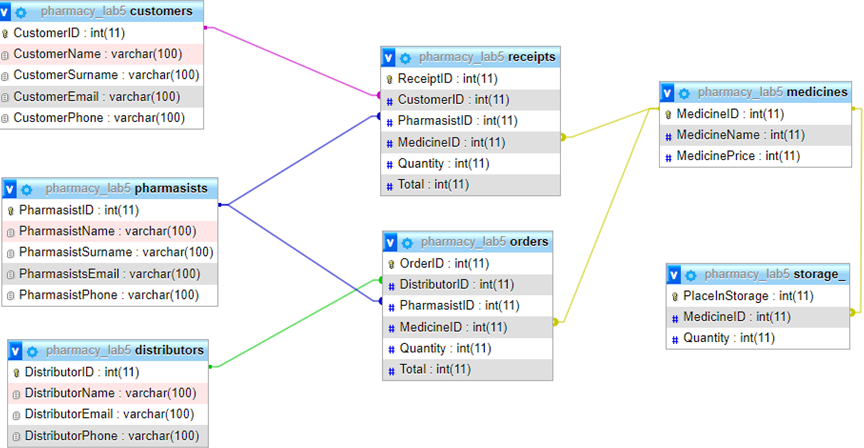 pharmacy_lab5 customers
CustomerID : int(11)
CustomerName : varchar(100)
CustomerSurname : varchar(100)
CustomerEmail : varchar(100)
CustomerPhone : varchar(100)
pharmacy_lab5 pharmasists
PharmasistID : int(11)
PharmasistName : varchar(100)
PharmasistSurname : varchar(100)
PharmasistsEmail : varchar(100)
PharmasistPhone : varchar(100)
pharmacy_lab5 distributors
DistributorID : int(11)
DistributorName : varchar(100)
DistributorEmail : varchar(100)
DistributorPhone : varchar(100)
pharmacy_lab5 receipts
ReceiptID : int(11)
# CustomerID : int(11)
# PharmasistID : int(11)
# MedicineID : int(11)
# Quantity : int(11)
# Total : int(11)
pharmacy_lab5 orders
OrderID : int(11)
# DistributorID : int(11)
# PharmasistID : int(11)
# MedicineID : int(11)
# Quantity : int(11)
# Total : int(11)
pharmacy_lab5 medicines
MedicineID : int(11)
# MedicineName : int(11)
# MedicinePrice : int(11)
pharmacy_lab5 storage_
PlaceInStorage : int(11)
# MedicineID : int(11)
# Quantity : int(11)